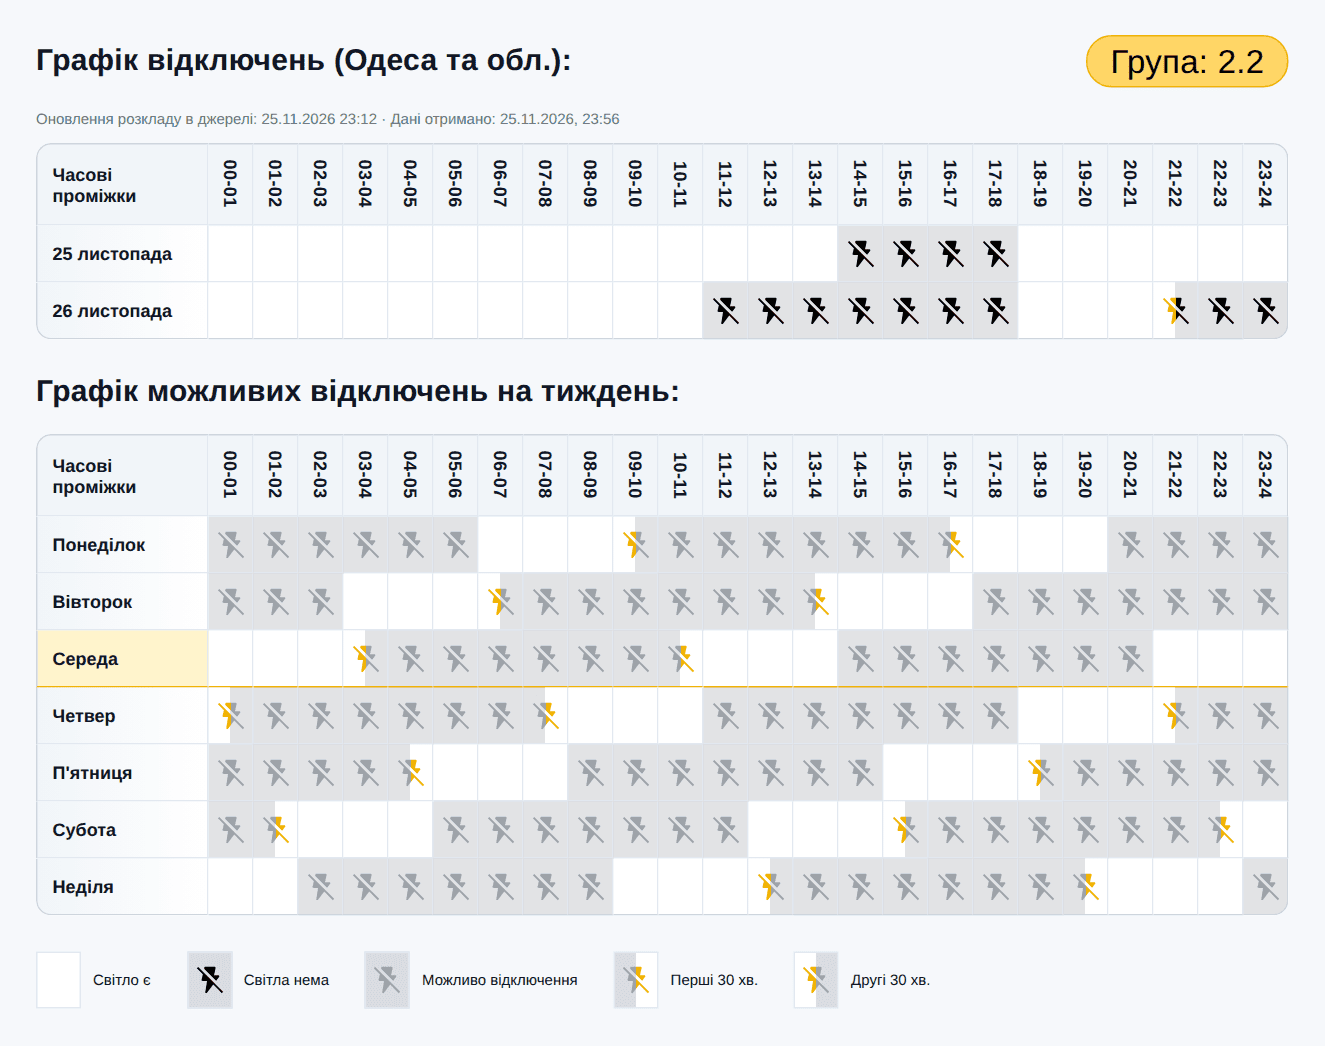 Графік відключень (Одеса та обл.):
Група: 2.2
Оновлення розкладу в джерелі: 25.11.2026 23:12 · Дані отримано: 25.11.2026, 23:56
Часові проміжки 00-01 01-02 02-03 03-04 04-05 05-06 06-07 07-08 08-09 09-10 10-11 11-12 12-13 13-14 14-15 15-16 16-17 17-18 18-19 19-20 20-21 21-22 22-23 23-24
25 листопада
26 листопада
Графік можливих відключень на тиждень:
Часові проміжки 00-01 01-02 02-03 03-04 04-05 05-06 06-07 07-08 08-09 09-10 10-11 11-12 12-13 13-14 14-15 15-16 16-17 17-18 18-19 19-20 20-21 21-22 22-23 23-24
Понеділок
Вівторок
Середа
Четвер
П'ятниця
Субота
Неділя
Світло є Світла нема Можливо відключення Перші 30 хв. Другі 30 хв.